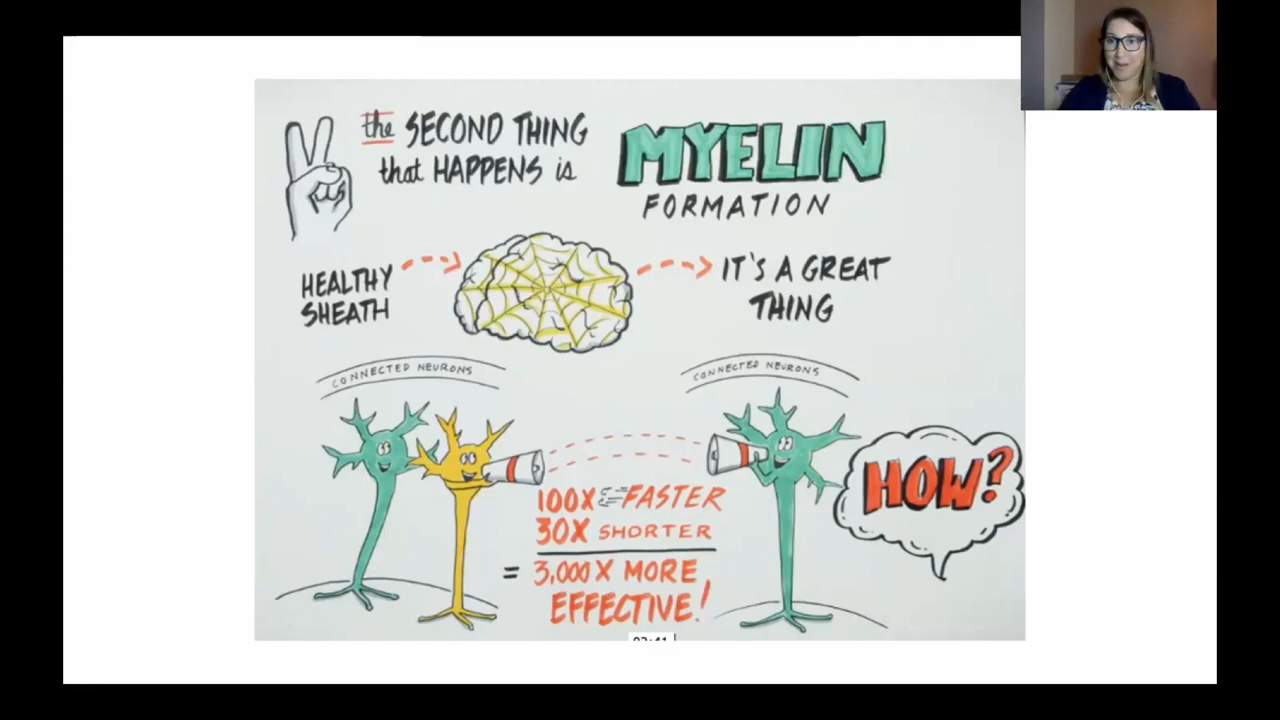 the SECOND THING
that HAPPENS is
MYELIN
FORMATION
HEALTHY
SHEATH
IT'S A GREAT
THING
CONNECTED NEURONS
CONNECTED NEURONS
100X FASTER
30X SHORTER
= 3,000X MORE
EFFECTIVE!
HOW?